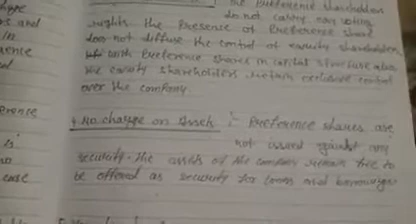 the Preference shareholders
do not carry any voting
rights the presence of Preference share
does not diffuse the control of equity shareholders
with Preference shares in capital structure also
the equity shareholders retain exclusive control
over the company.
No charge on Assets :- Preference shares are
not issued against any
security. The assets of the company remain free to
be offered as security for loans and borrowings